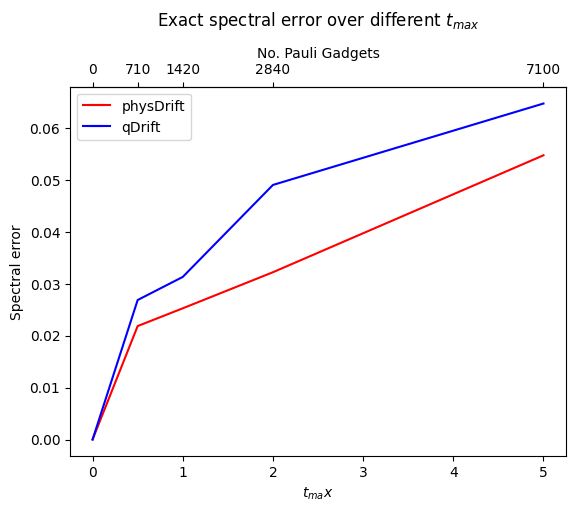 Exact spectral error over different $t_{max}$
No. Pauli Gadgets
0 710 1420 2840 7100
physDrift
qDrift
0.06
0.05
0.04
0.03
0.02
0.01
0.00
Spectral error
0 1 2 3 4 5
$t_{ma}x$